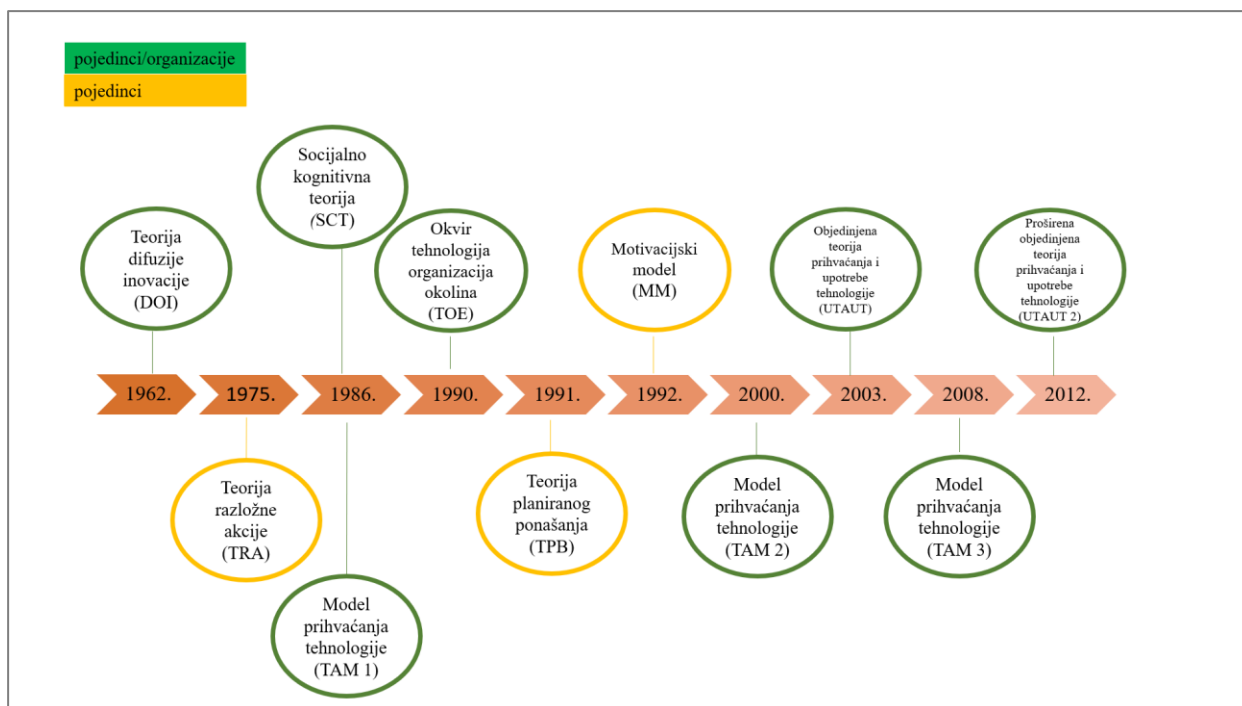 pojedinci/organizacije
pojedinci
Socijalno
kognitivna
teorija
(SCT)
Teorija
difuzije
inovacije
(DOI)
Okvir
tehnologija
organizacija
okolina
(TOE)
Motivacijski
model
(MM)
Objedinjena
teorija
prihvaćanja i
upotrebe
tehnologije
(UTAUT)
Proširena
objedinjena
teorija
prihvaćanja i
upotrebe
tehnologije
(UTAUT 2)
1962.
1975.
1986.
1990.
1991.
1992.
2000.
2003.
2008.
2012.
Teorija
razložne
akcije
(TRA)
Model
prihvaćanja
tehnologije
(TAM 1)
Teorija
planiranog
ponašanja
(TPB)
Model
prihvaćanja
tehnologije
(TAM 2)
Model
prihvaćanja
tehnologije
(TAM 3)